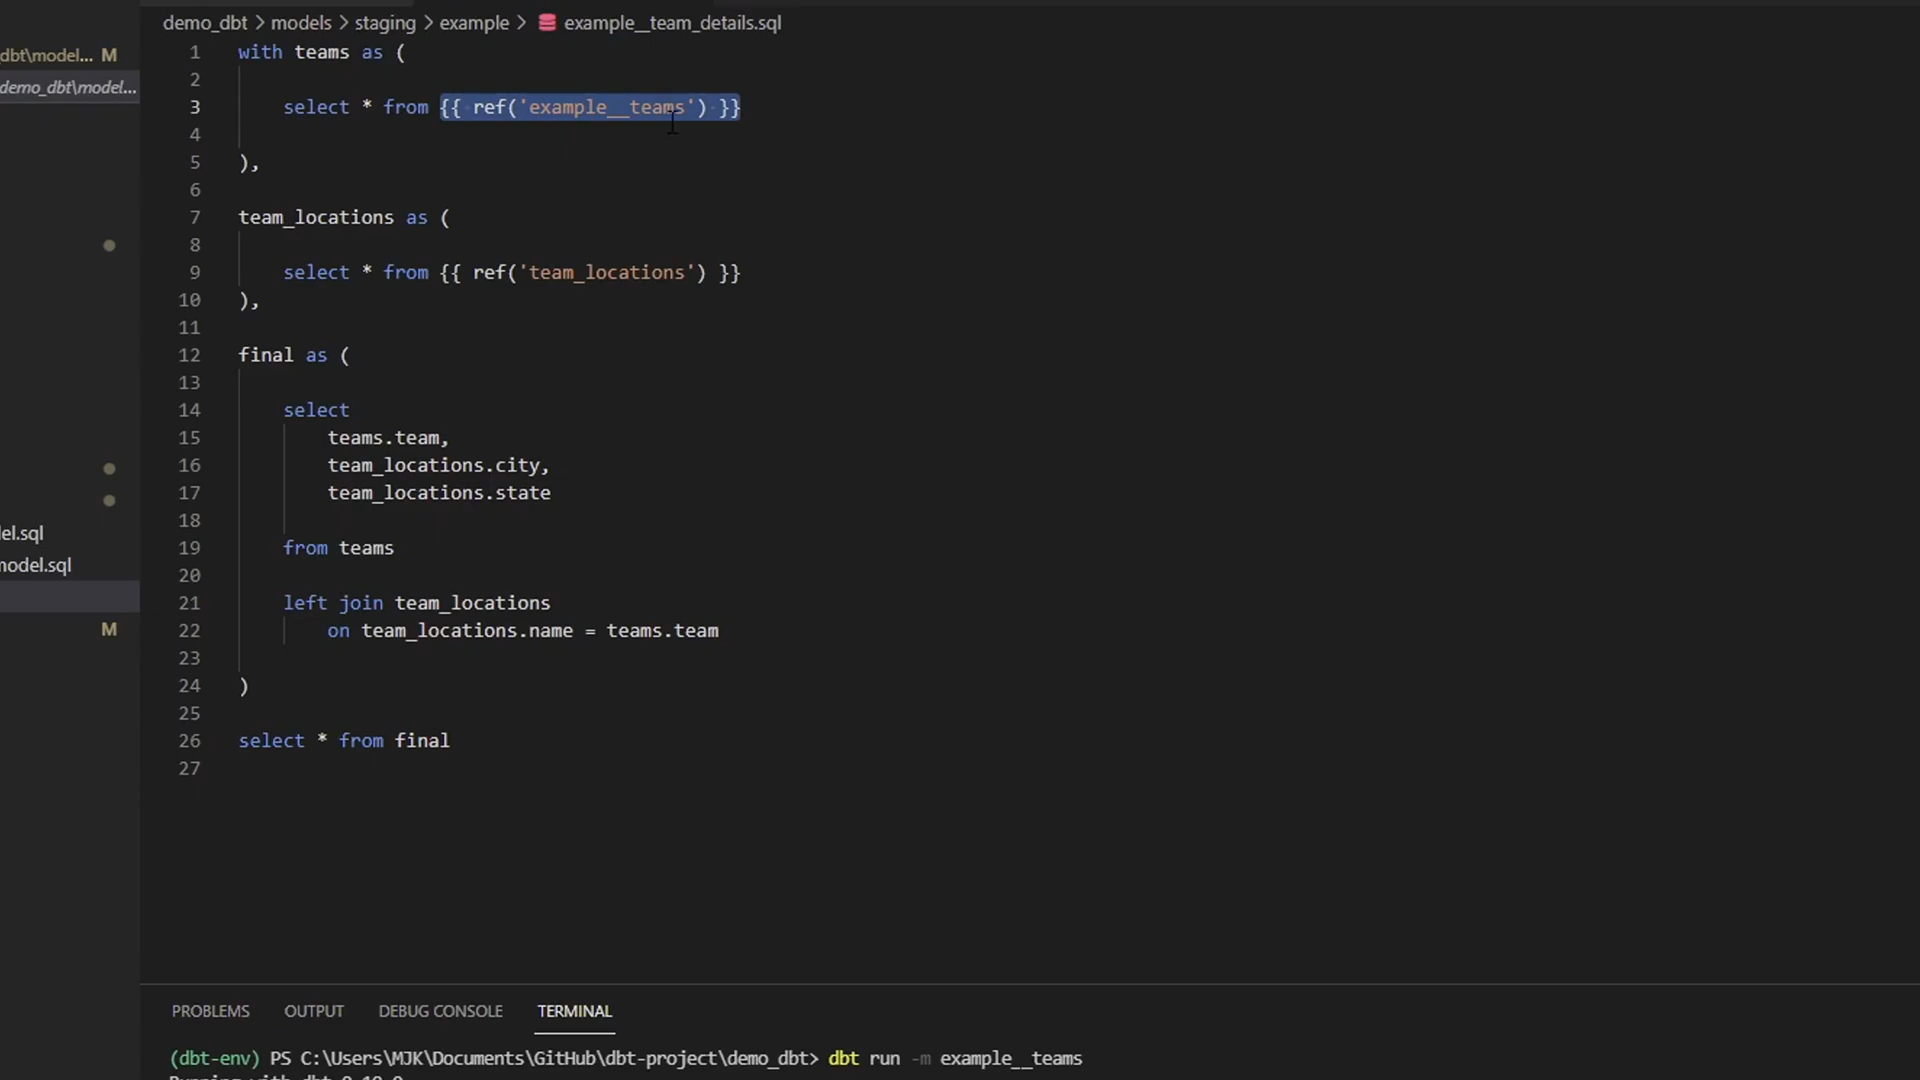 demo_dbt > models > staging > example > example__team_details.sql
dbt\model... M
demo_dbt\model...
el.sql
model.sql
M
1 with teams as (
2
3 select * from {{ ref('example__teams') }}
4
5 ),
6
7 team_locations as (
8
9 select * from {{ ref('team_locations') }}
10 ),
11
12 final as (
13
14 select
15 teams.team,
16 team_locations.city,
17 team_locations.state
18
19 from teams
20
21 left join team_locations
22 on team_locations.name = teams.team
23
24 )
25
26 select * from final
27
PROBLEMS OUTPUT DEBUG CONSOLE TERMINAL
(dbt-env) PS C:\Users\MJK\Documents\GitHub\dbt-project\demo_dbt> dbt run -m example__teams